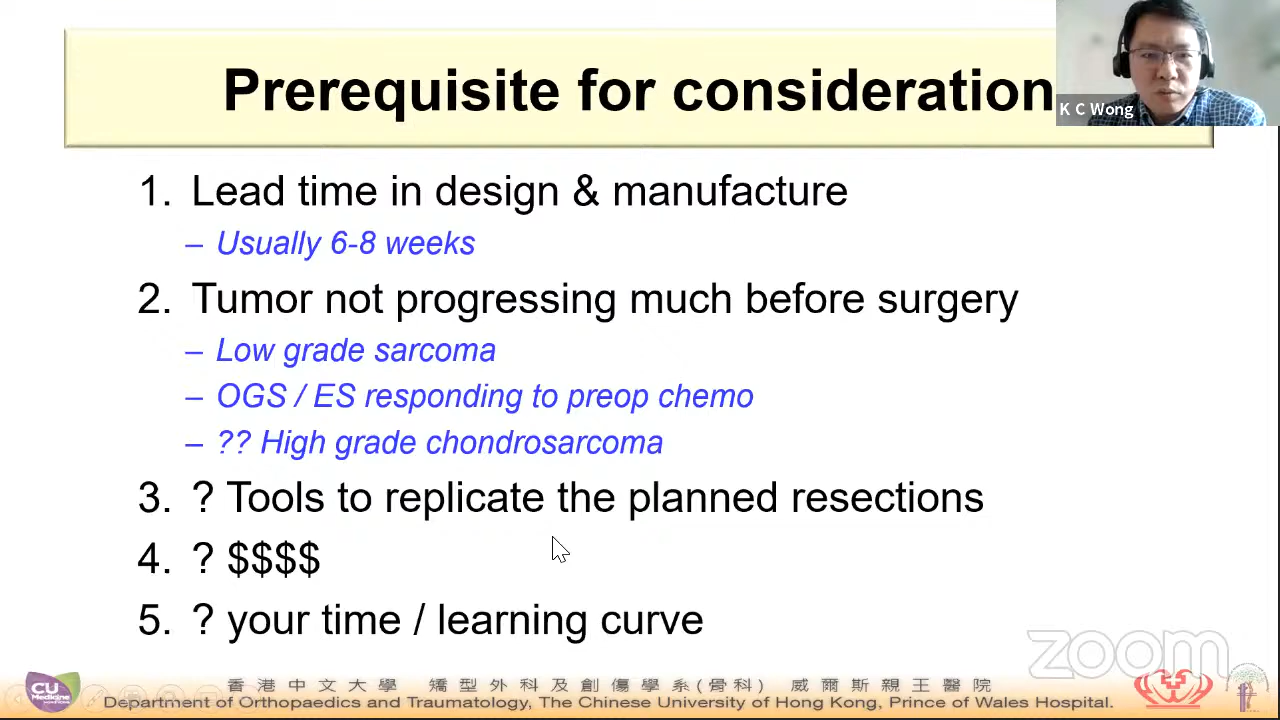 Prerequisite for consideration
K C Wong
1. Lead time in design & manufacture
– Usually 6-8 weeks
2. Tumor not progressing much before surgery
– Low grade sarcoma
– OGS / ES responding to preop chemo
– ?? High grade chondrosarcoma
3. ? Tools to replicate the planned resections
4. ? $$$$
5. ? your time / learning curve
zoom
CU
Medicine
香港中文大學 矯型外科及創傷學系(骨科) 威爾斯親王醫院
Department of Orthopaedics and Traumatology, The Chinese University of Hong Kong, Prince of Wales Hospital.